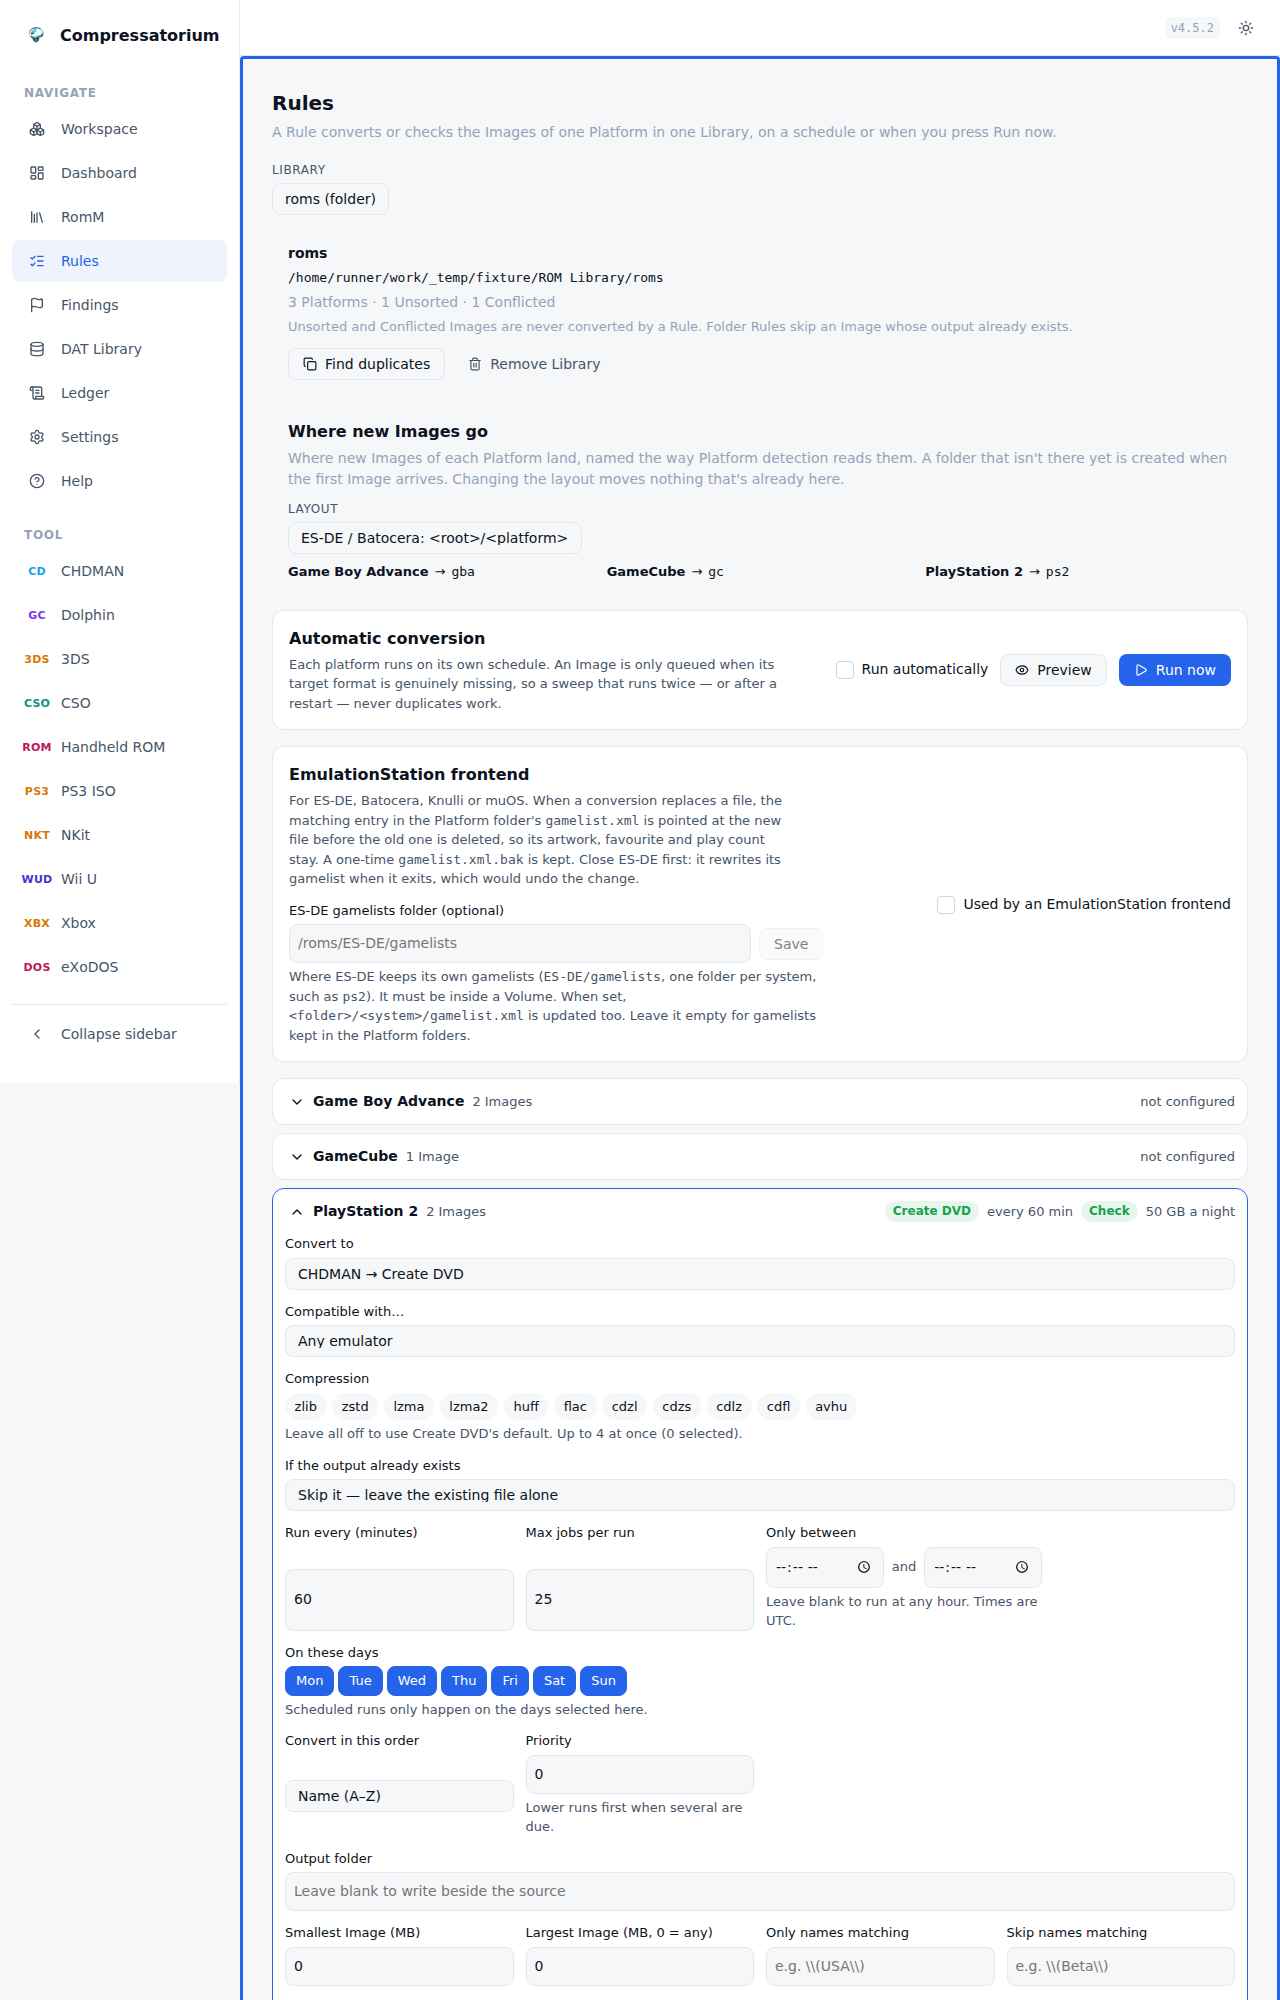 Compressatorium
v4.5.2
NAVIGATE
Workspace
Dashboard
RomM
Rules
Findings
DAT Library
Ledger
Settings
Help
TOOL
CD CHDMAN
GC Dolphin
3DS 3DS
CSO CSO
ROM Handheld ROM
PS3 PS3 ISO
NKT NKit
WUD Wii U
XBX Xbox
DOS eXoDOS
Collapse sidebar
Rules
A Rule converts or checks the Images of one Platform in one Library, on a schedule or when you press Run now.
LIBRARY
roms (folder)
roms
/home/runner/work/_temp/fixture/ROM Library/roms
3 Platforms · 1 Unsorted · 1 Conflicted
Unsorted and Conflicted Images are never converted by a Rule. Folder Rules skip an Image whose output already exists.
Find duplicates Remove Library
Where new Images go
Where new Images of each Platform land, named the way Platform detection reads them. A folder that isn't there yet is created when
the first Image arrives. Changing the layout moves nothing that's already here.
LAYOUT
ES-DE / Batocera: <root>/<platform>
Game Boy Advance → gba GameCube → gc PlayStation 2 → ps2
Automatic conversion
Each platform runs on its own schedule. An Image is only queued when its
target format is genuinely missing, so a sweep that runs twice — or after a
restart — never duplicates work.
Run automatically Preview Run now
EmulationStation frontend
For ES-DE, Batocera, Knulli or muOS. When a conversion replaces a file, the
matching entry in the Platform folder's gamelist.xml is pointed at the new
file before the old one is deleted, so its artwork, favourite and play count
stay. A one-time gamelist.xml.bak is kept. Close ES-DE first: it rewrites its
gamelist when it exits, which would undo the change.
Used by an EmulationStation frontend
ES-DE gamelists folder (optional)
/roms/ES-DE/gamelists Save
Where ES-DE keeps its own gamelists (ES-DE/gamelists, one folder per system,
such as ps2). It must be inside a Volume. When set,
<folder>/<system>/gamelist.xml is updated too. Leave it empty for gamelists
kept in the Platform folders.
Game Boy Advance 2 Images not configured
GameCube 1 Image not configured
PlayStation 2 2 Images Create DVD every 60 min Check 50 GB a night
Convert to
CHDMAN → Create DVD
Compatible with…
Any emulator
Compression
zlib zstd lzma lzma2 huff flac cdzl cdzs cdlz cdfl avhu
Leave all off to use Create DVD's default. Up to 4 at once (0 selected).
If the output already exists
Skip it — leave the existing file alone
Run every (minutes) Max jobs per run Only between
60 25 --:-- -- and --:-- --
Leave blank to run at any hour. Times are
UTC.
On these days
Mon Tue Wed Thu Fri Sat Sun
Scheduled runs only happen on the days selected here.
Convert in this order Priority
Name (A–Z) 0
Lower runs first when several are
due.
Output folder
Leave blank to write beside the source
Smallest Image (MB) Largest Image (MB, 0 = any) Only names matching Skip names matching
0 0 e.g. \\(USA\\) e.g. \\(Beta\\)